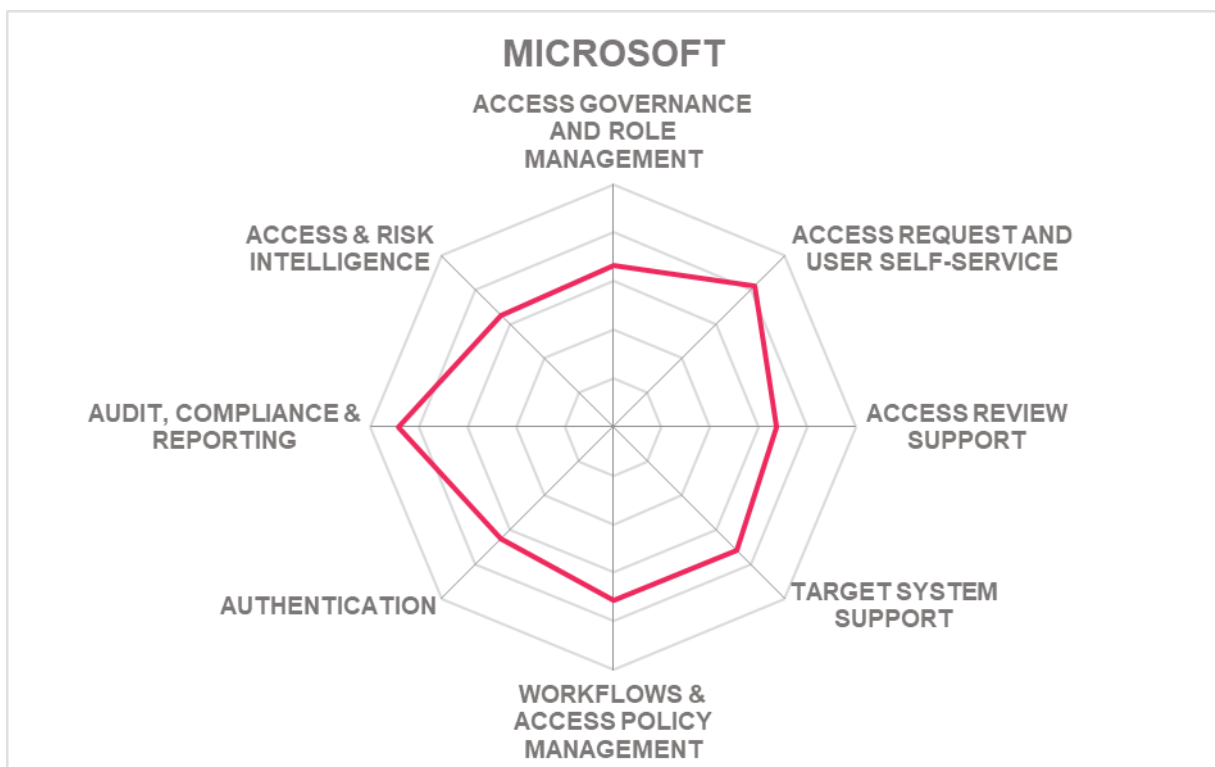 MICROSOFT
ACCESS GOVERNANCE
AND ROLE
MANAGEMENT
ACCESS REQUEST AND
USER SELF-SERVICE
ACCESS REVIEW
SUPPORT
TARGET SYSTEM
SUPPORT
WORKFLOWS &
ACCESS POLICY
MANAGEMENT
AUTHENTICATION
AUDIT, COMPLIANCE &
REPORTING
ACCESS & RISK
INTELLIGENCE